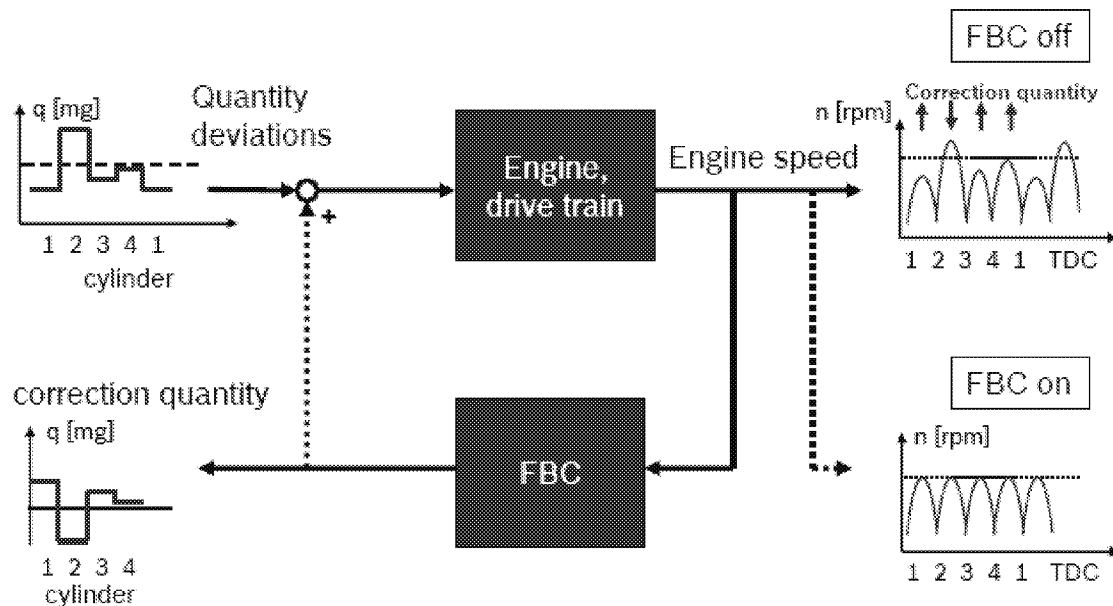 FBC off
q [mg]
Quantity
deviations
1 2 3 4 1
cylinder
+
Engine,
drive train
Engine speed
Correction quantity
n [rpm]
1 2 3 4 1 TDC
correction quantity
q [mg]
1 2 3 4
cylinder
FBC
FBC on
n [rpm]
1 2 3 4 1 TDC